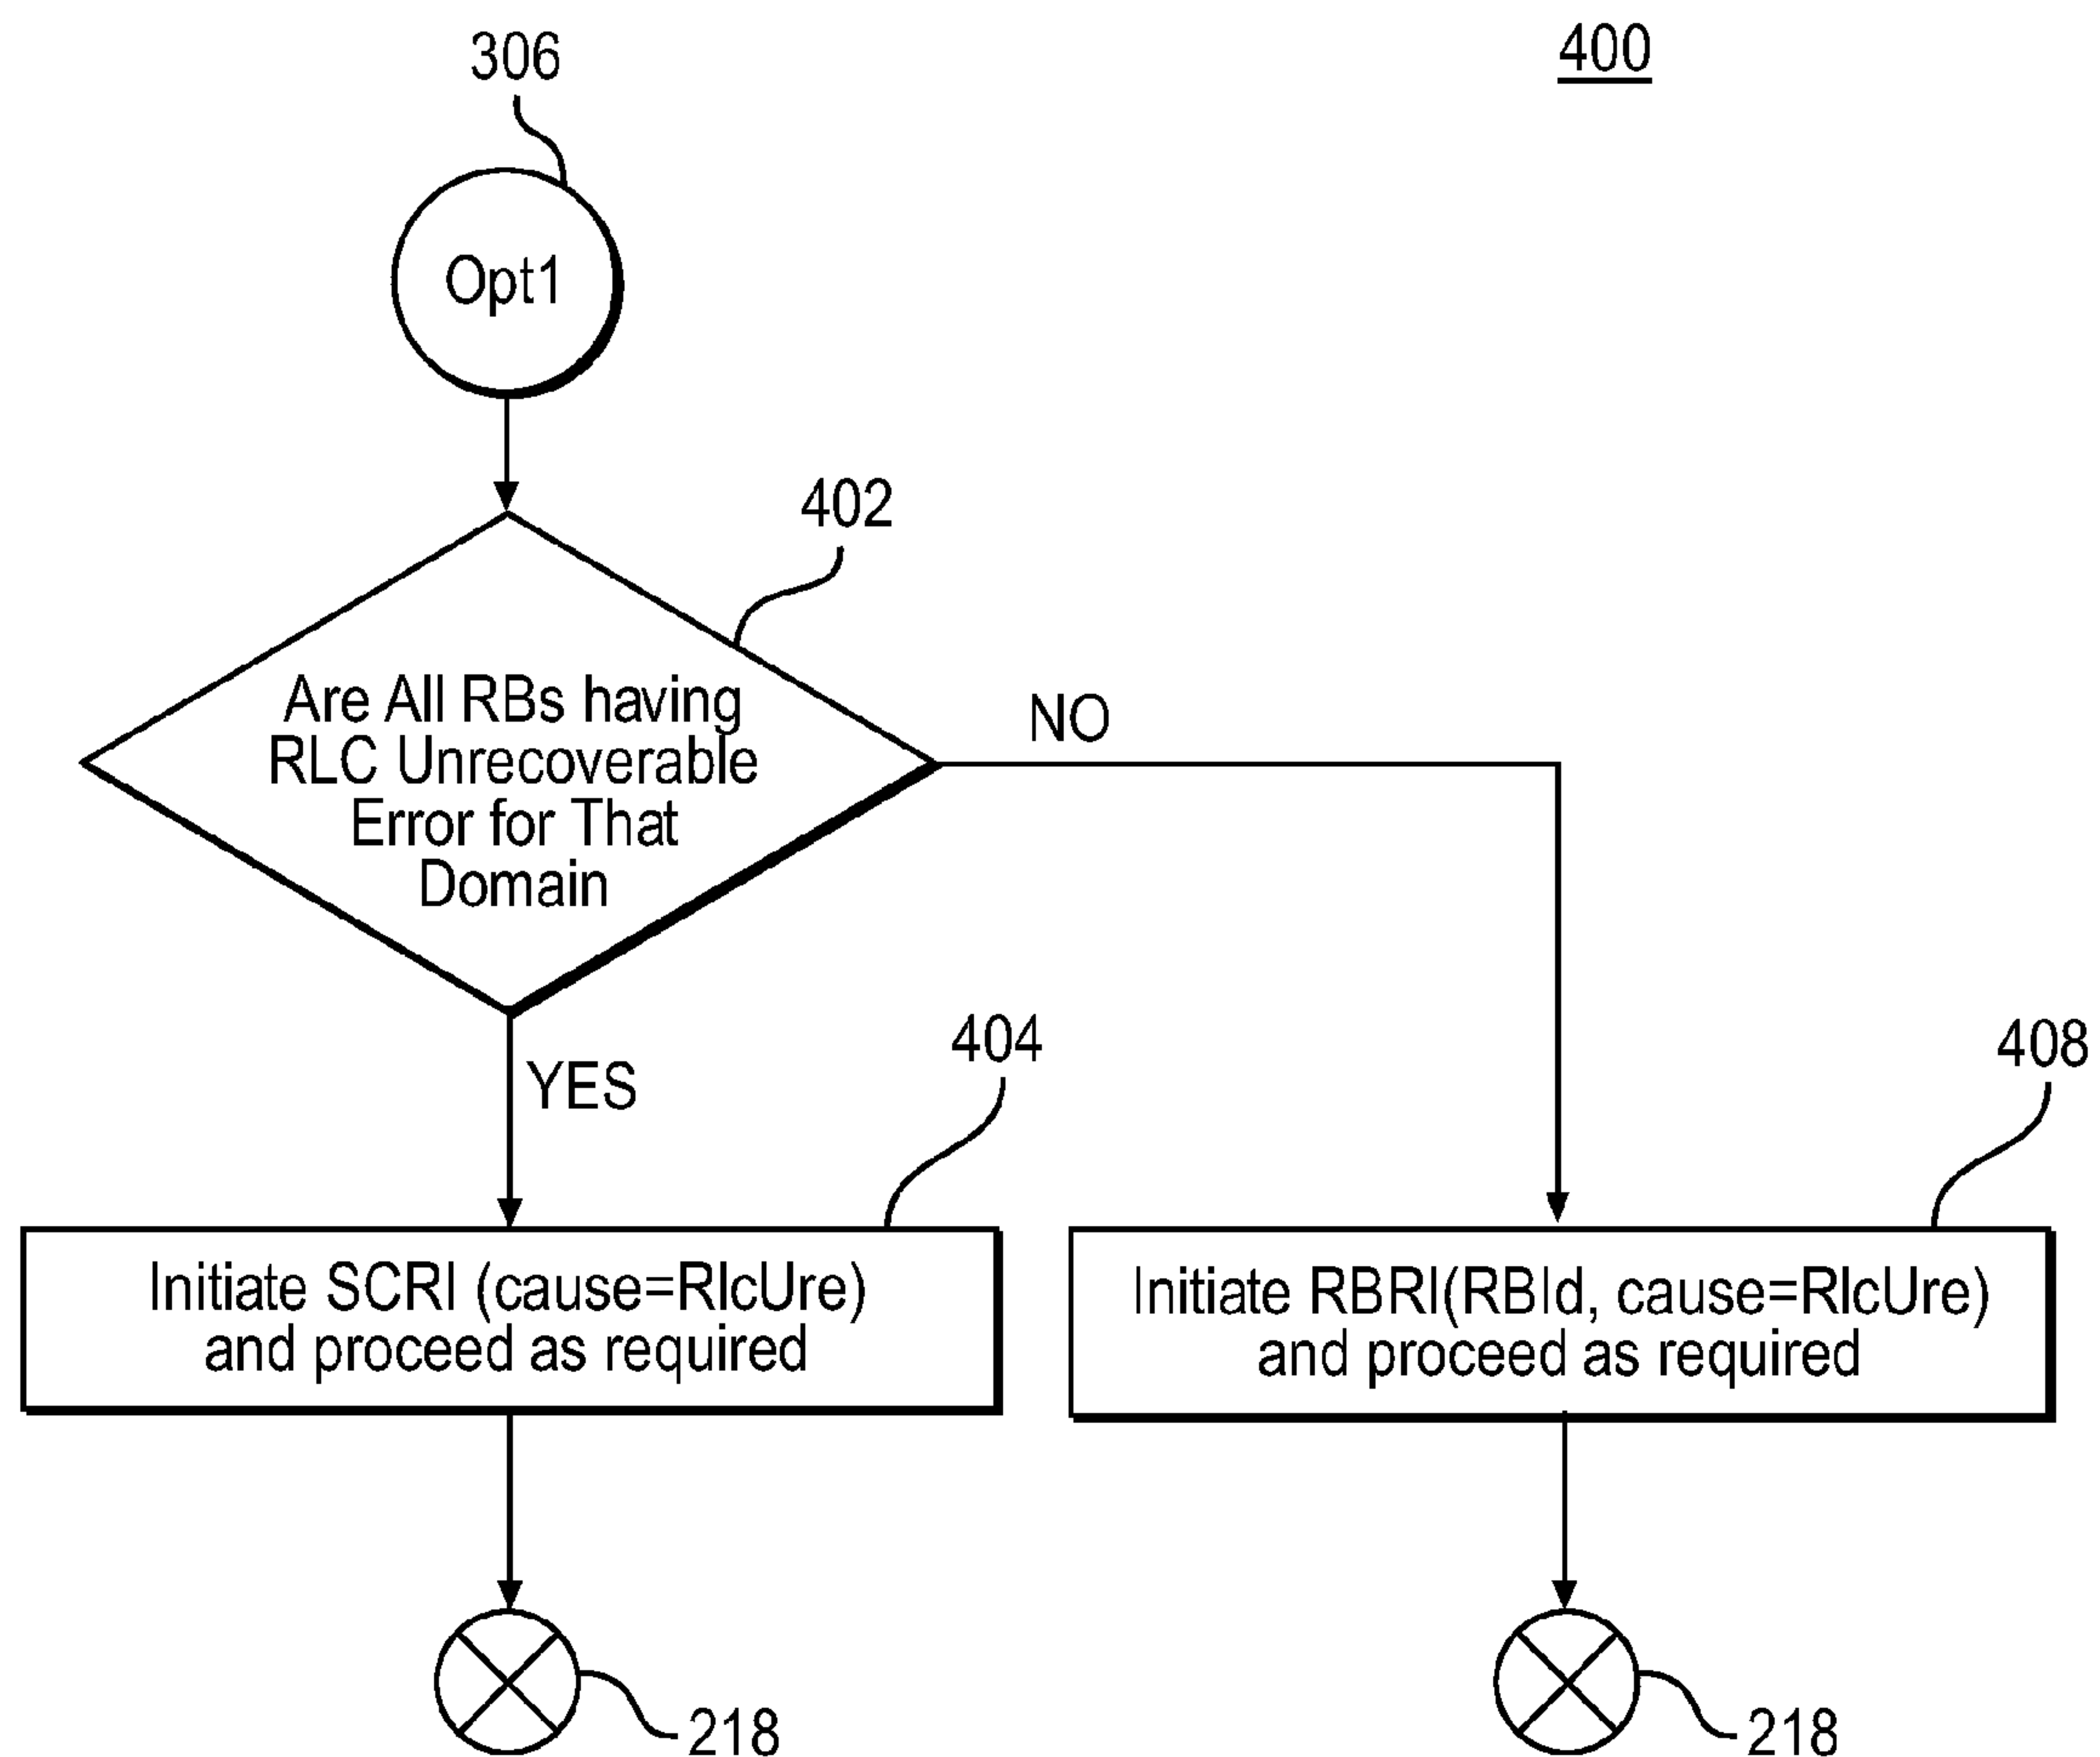 306
400
Opt1
402
Are All RBs having
RLC Unrecoverable
Error for That
Domain
NO
YES
404
408
Initiate SCRI (cause=RlcUre)
and proceed as required
Initiate RBRI(RBId, cause=RlcUre)
and proceed as required
218
218